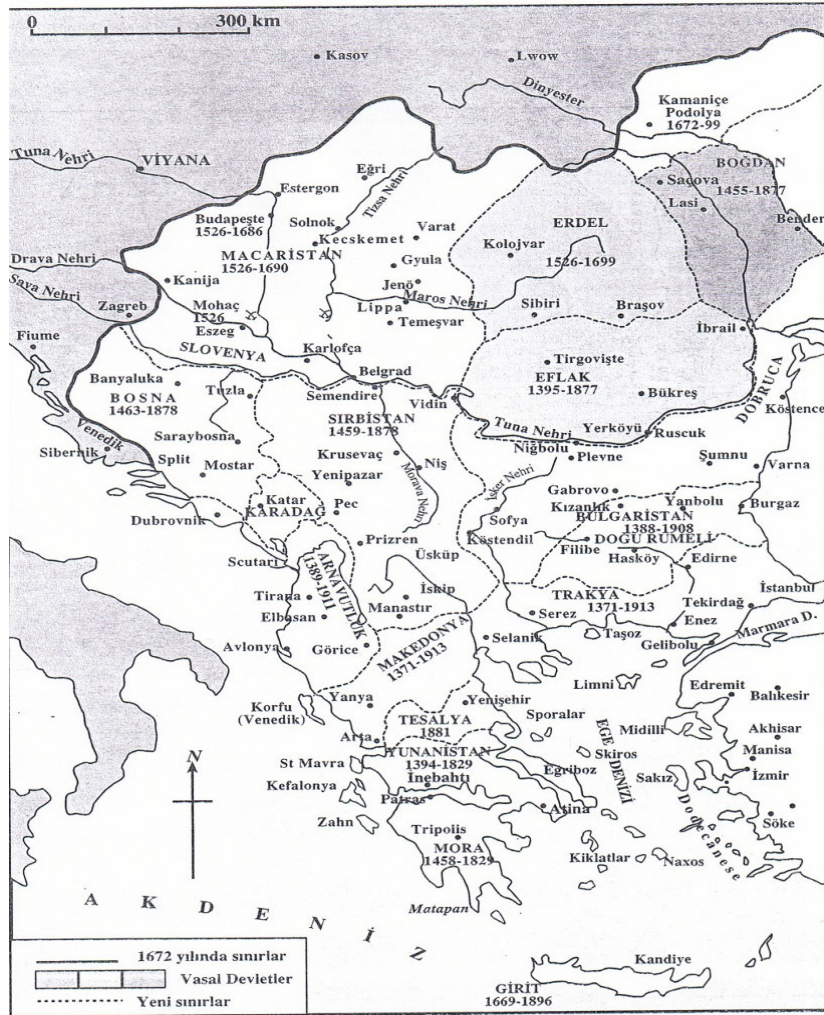 0 300 km
Kasov
Lwow
Dinyester
Kamaniçe
Podolya
1672-99
Tuna Nehri
VİYANA
BOĞDAN
1455-1877
Saçova
Lasi
Bender
Eğri
Tizsa Nehri
Estergon
Budapeşte
1526-1686
Solnok
Kecskemet
Varat
ERDEL
1526-1699
Kolojvar
MACARİSTAN
1526-1690
Gyula
Jenö
Drava Nehri
Kanija
Sava Nehri
Zagreb
Mohaç
1526
Eszeg
Lippa
Maros Nehri
Temeşvar
Sibiri
Braşov
İbrail
Fiume
SLOVENYA
Karlofça
Tirgovişte
EFLAK
1395-1877
Bükreş
DOBRUCA
Köstence
Belgrad
Banyaluka
BOSNA
1463-1878
Tuzla
Semendire
Vidin
SIRBİSTAN
1459-1878
Tuna Nehri
Yerköyü
Ruscuk
Niğbolu
Plevne
Şumnu
Varna
Venedik
Sibernik
Saraybosna
Split
Mostar
Krusevaç
Niş
Yenipazar
Morava Nehri
İsker Nehri
Gabrovo
Kızanlık
Yanbolu
Burgaz
BULGARİSTAN
1388-1908
Katar
KARADAĞ
Pec
Dubrovnik
Sofya
Köstendil
DOĞU RUMELİ
Filibe
Hasköy
Edirne
Prizren
Üsküp
Scutari
ARNAVUTLUK
1389-1911
Tirana
Elbasan
İskip
Manastır
TRAKYA
1371-1913
İstanbul
Tekirdağ
Serez
Enez
Marmara D.
Avlonya
Görice
MAKEDONYA
1371-1913
Selanik
Taşoz
Gelibolu
Limni
Edremit
Balıkesir
Korfu
(Venedik)
Yanya
Yenişehir
TESALYA
1881
Sporalar
EGE DENİZİ
Midilli
Akhisar
Arta
YUNANİSTAN
1394-1829
Skiros
Manisa
St Mavra
İnebahtı
Eğriboz
Sakız
İzmir
Kefalonya
Patras
Atina
Söke
Zahn
Tripolis
MORA
1458-1829
Kiklatlar
Naxos
Dodecanese
Matapan
AKDENİZ
N
Kandiye
GİRİT
1669-1896
1672 yılında sınırlar
Vasal Devletler
Yeni sınırlar